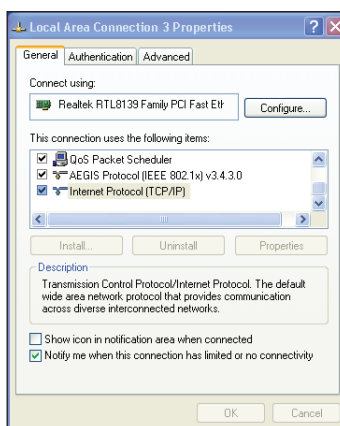 Local Area Connection 3 Properties
General Authentication Advanced
Connect using:
Realtek RTL8139 Family PCI Fast Eth Configure...
This connection uses the following items:
QoS Packet Scheduler
AEGIS Protocol (IEEE 802.1x) v3.4.3.0
Internet Protocol (TCP/IP)
Install... Uninstall Properties
Description
Transmission Control Protocol/Internet Protocol. The default
wide area network protocol that provides communication
across diverse interconnected networks.
Show icon in notification area when connected
Notify me when this connection has limited or no connectivity
OK Cancel